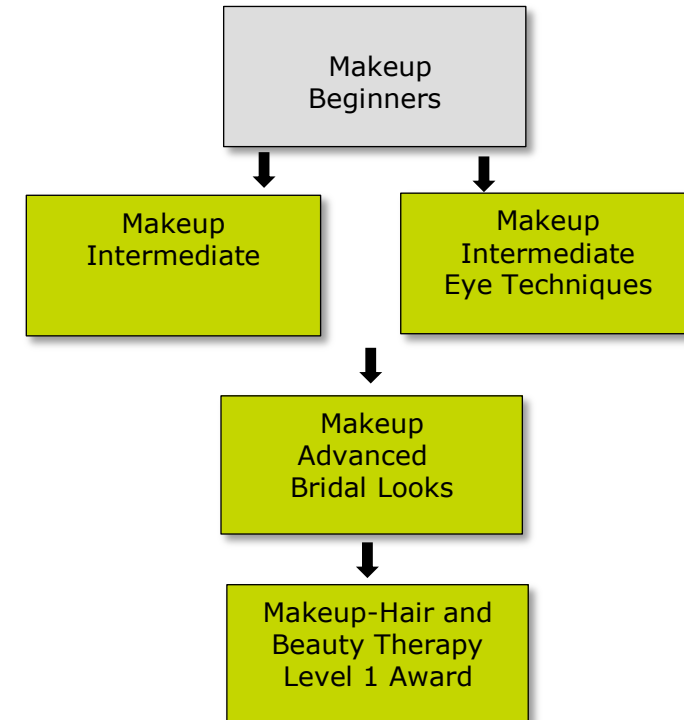 Makeup
Beginners
Makeup
Intermediate
Makeup
Intermediate
Eye Techniques
Makeup
Advanced
Bridal Looks
Makeup-Hair and
Beauty Therapy
Level 1 Award